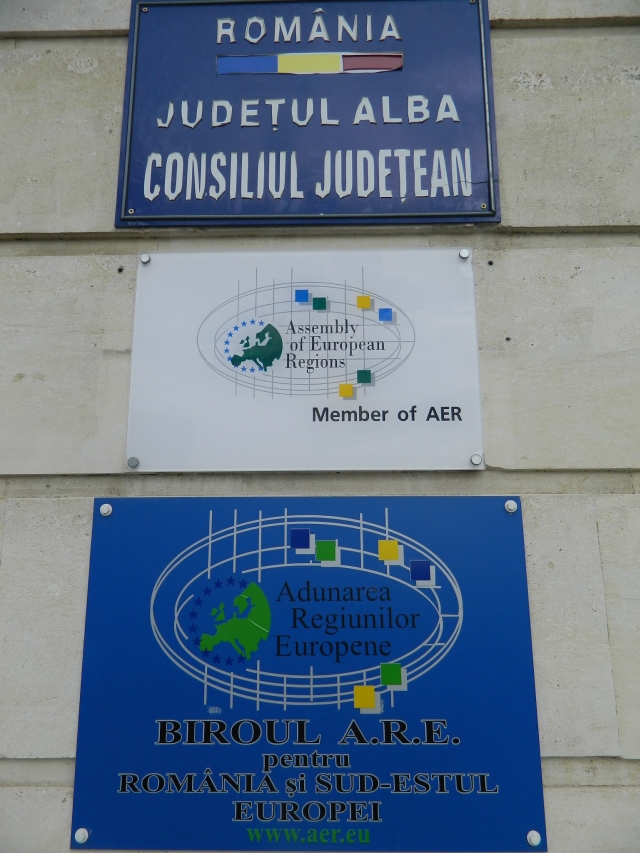 ROMÂNIA
JUDEȚUL ALBA
CONSILIUL JUDEȚEAN
Assembly
of European
Regions
Member of AER
Adunarea
Regiunilor
Europene
BIROUL A.R.E.
pentru
ROMÂNIA şi SUD-ESTUL
EUROPEI
www.aer.eu